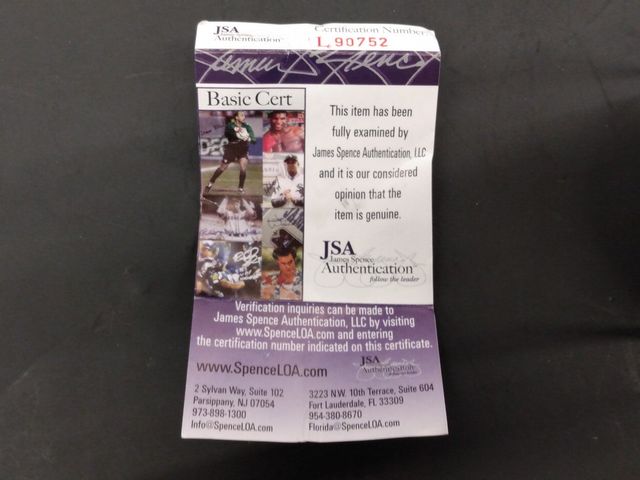 JSA
Authentication
Certification Number
L 90752
Basic Cert
This item has been
fully examined by
James Spence Authentication, LLC
and it is our considered
opinion that the
item is genuine.
JSA
James Spence
Authentication
follow the leader
Verification inquiries can be made to
James Spence Authentication, LLC by visiting
www.SpenceLOA.com and entering
the certification number indicated on this certificate.
www.SpenceLOA.com
JSA
Authentication
2 Sylvan Way, Suite 102
Parsippany, NJ 07054
973-898-1300
Info@SpenceLOA.com
3223 N.W. 10th Terrace, Suite 604
Fort Lauderdale, FL 33309
954-380-8670
Florida@SpenceLOA.com